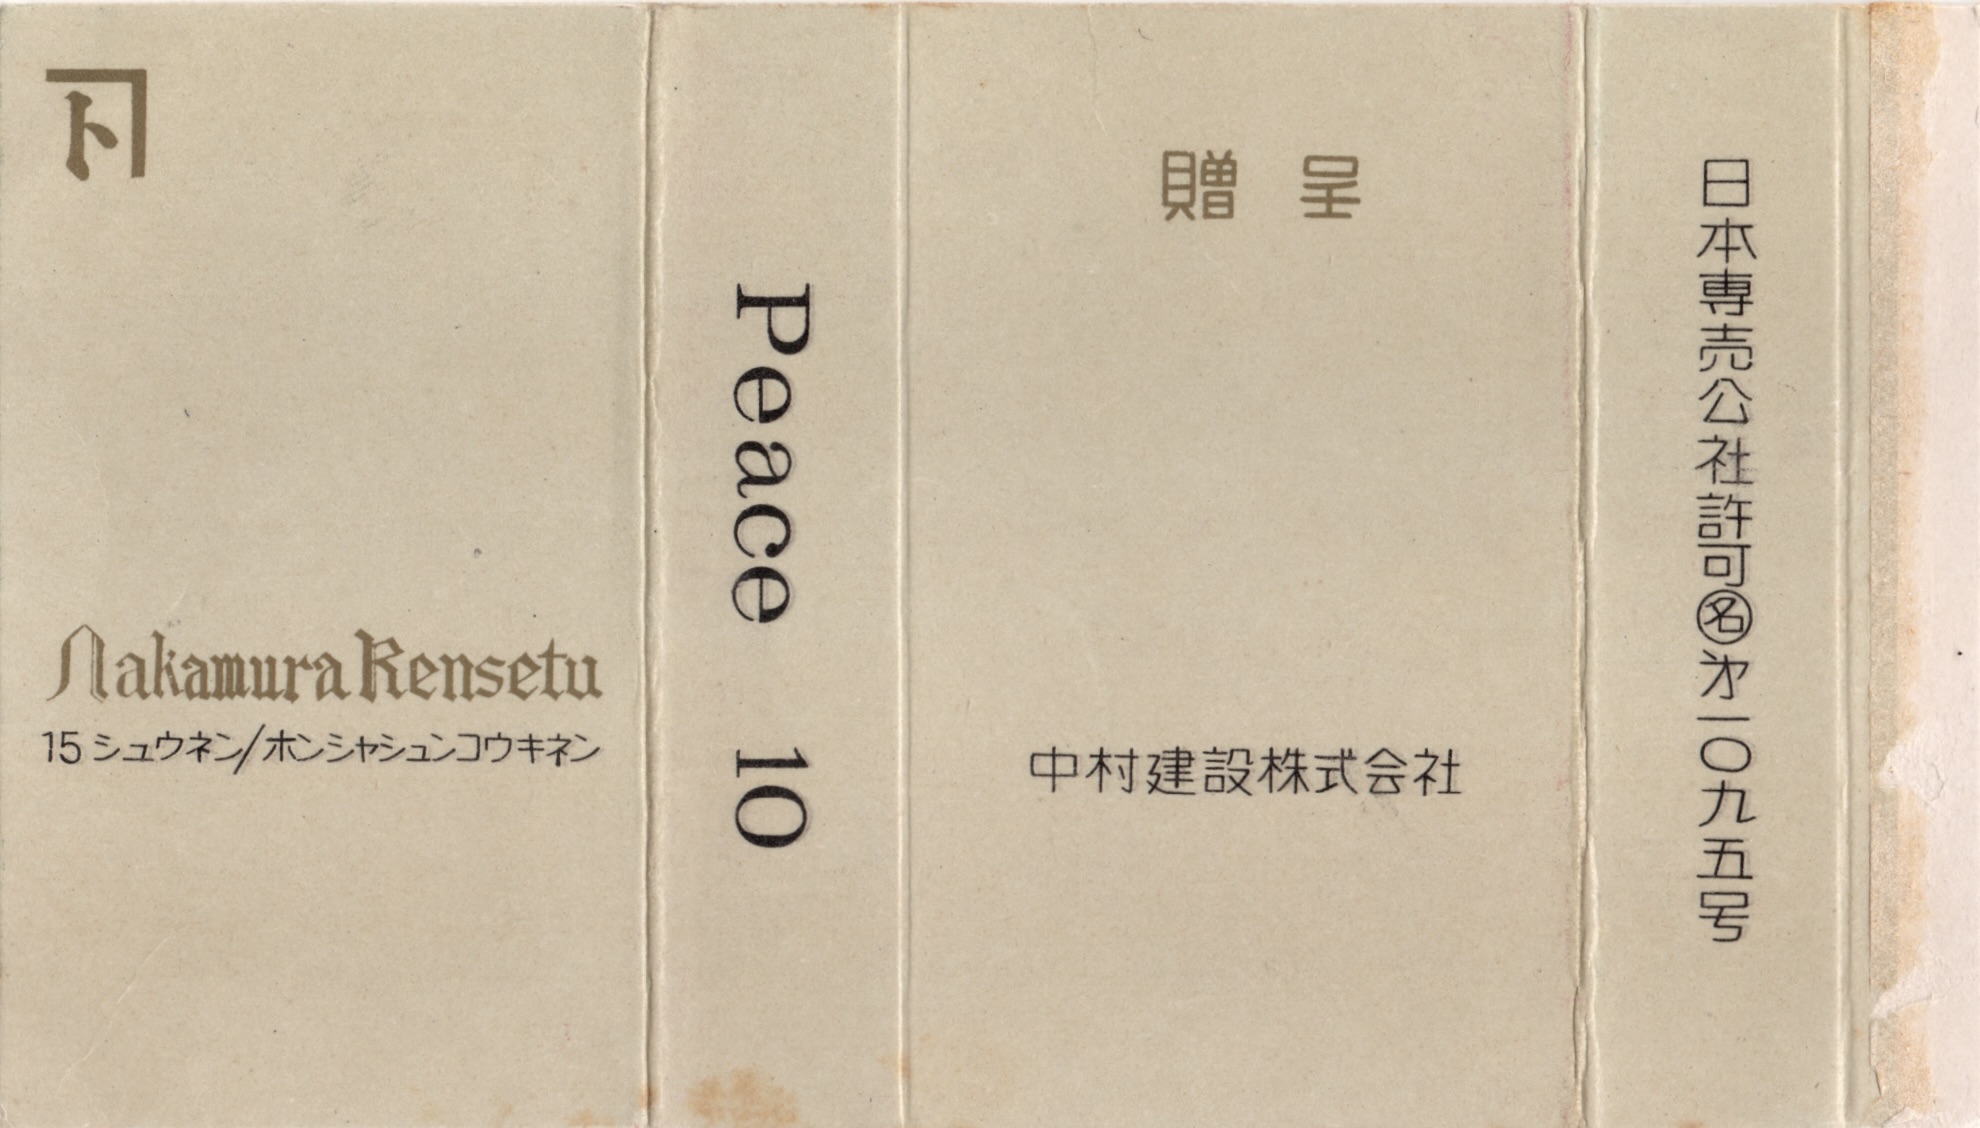 ト
Nakamura Kensetu
15 シュウネン/ホンシャシュンコウキネン
Peace 10
贈呈
中村建設株式会社
日本専売公社許可㊔㐧一〇九五号